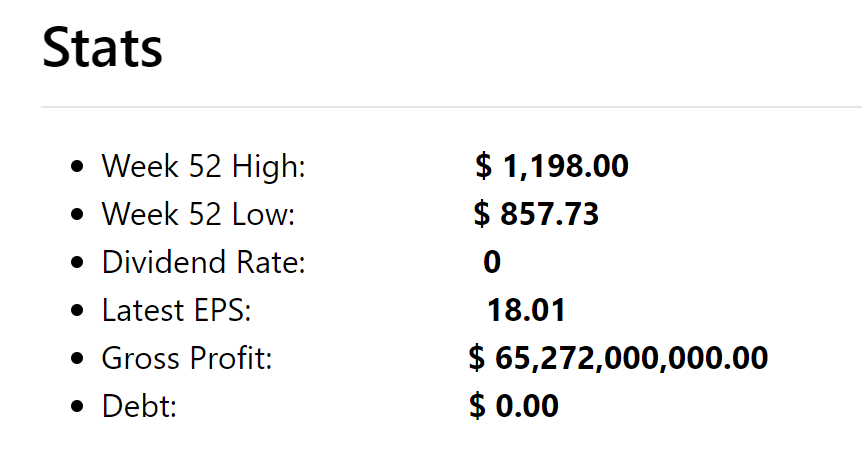 Stats
• Week 52 High: $ 1,198.00
• Week 52 Low: $ 857.73
• Dividend Rate: 0
• Latest EPS: 18.01
• Gross Profit: $ 65,272,000,000.00
• Debt: $ 0.00